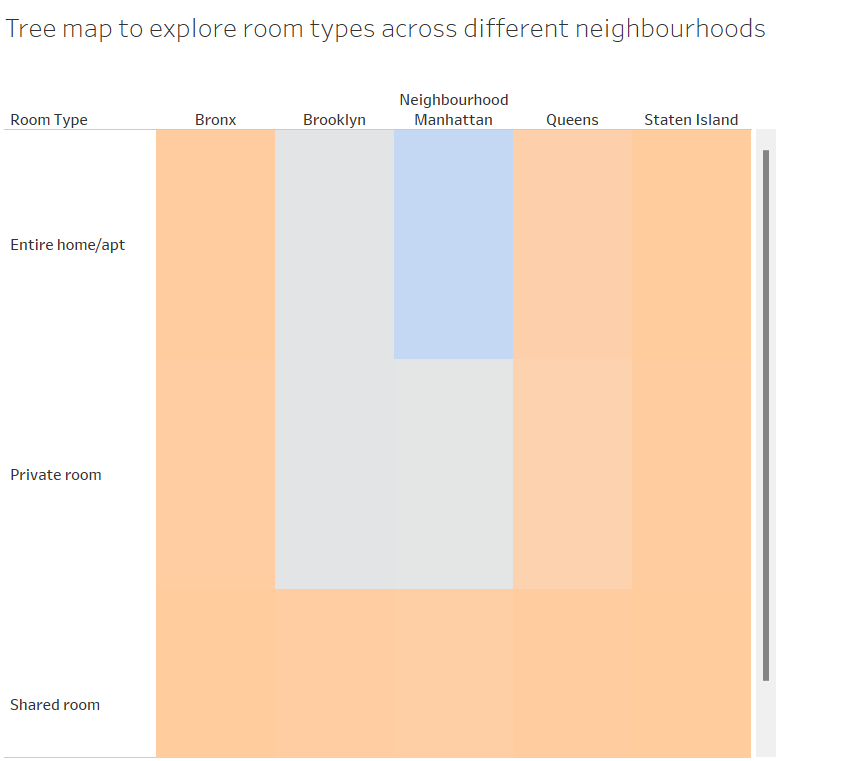 Tree map to explore room types across different neighbourhoods
Neighbourhood
Room Type Bronx Brooklyn Manhattan Queens Staten Island
Entire home/apt
Private room
Shared room